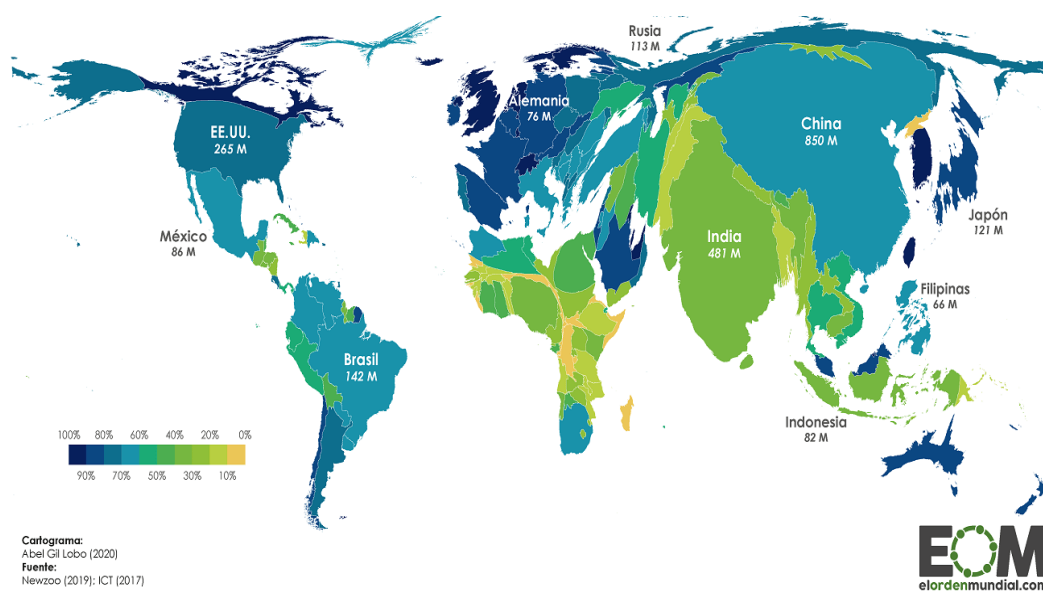 Rusia
113 M
Alemania
76 M
EE.UU.
265 M
China
850 M
México
86 M
India
481 M
Japón
121 M
Filipinas
66 M
Brasil
142 M
Indonesia
82 M
100% 80% 60% 40% 20% 0%
90% 70% 50% 30% 10%
Cartograma:
Abel Gil Lobo (2020)
Fuente:
Newzoo (2019); ICT (2017)
EOM
elordenmundial.com